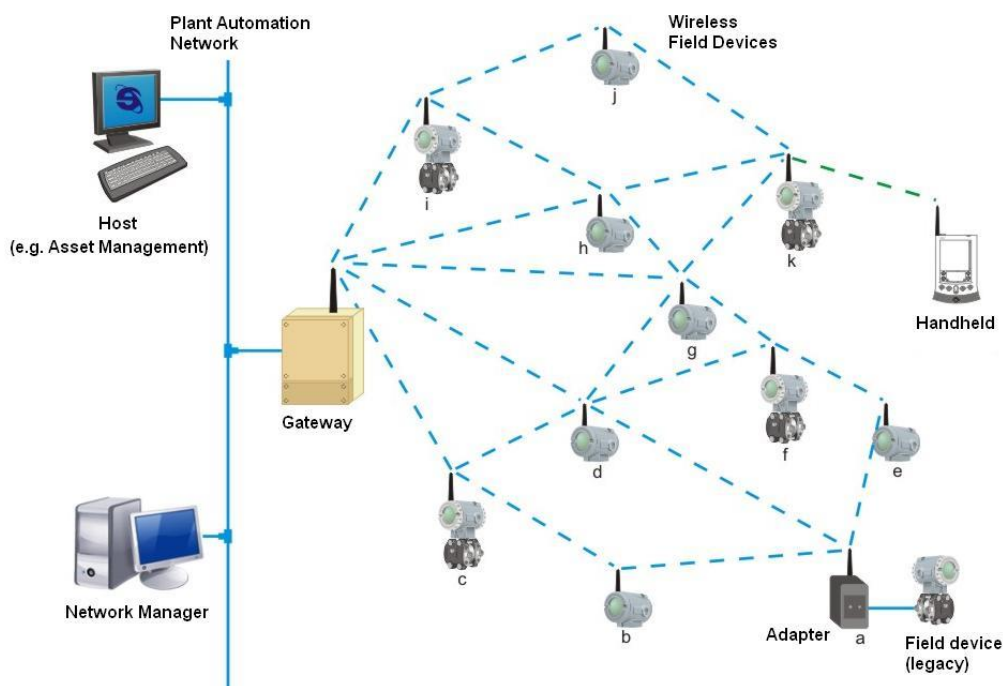 Plant Automation
Network
Wireless
Field Devices
j
i
Host
(e.g. Asset Management)
h
k
Handheld
g
Gateway
d
f
e
c
Network Manager
b
Adapter
a
Field device
(legacy)